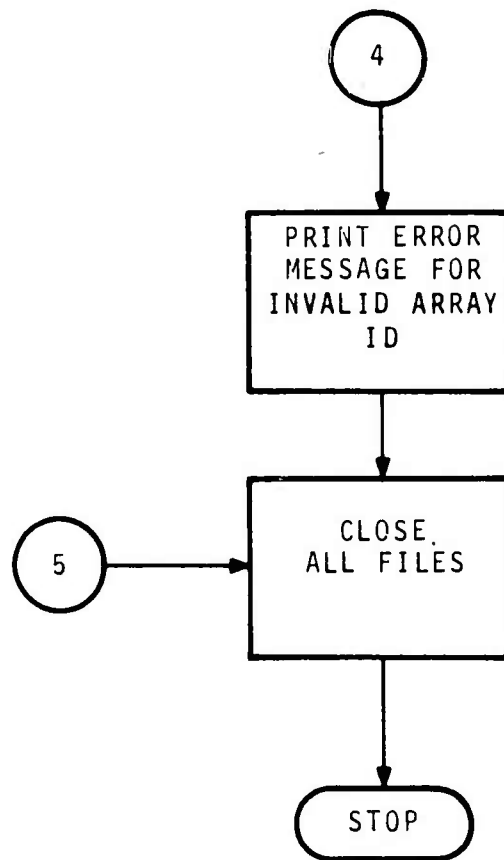 4
PRINT ERROR
MESSAGE FOR
INVALID ARRAY
ID
CLOSE.
ALL FILES
5
STOP